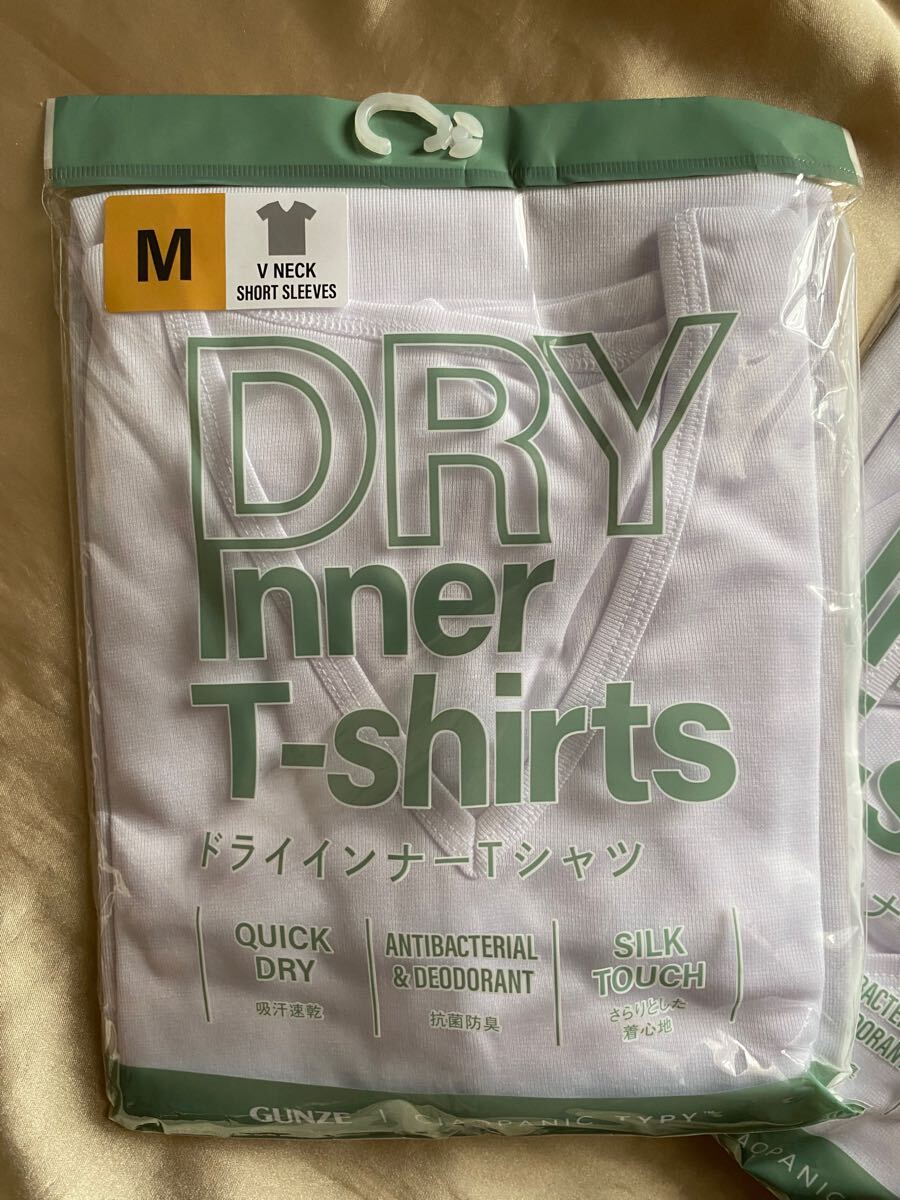 M
V NECK
SHORT SLEEVES
DRY
Inner
T-shirts
ドライインナーTシャツ
QUICK
DRY
吸汗速乾
ANTIBACTERIAL
& DEODORANT
抗菌防臭
SILK
TOUCH
さらりとした
着心地
GUNZE | CIAOPANIC TYPY™